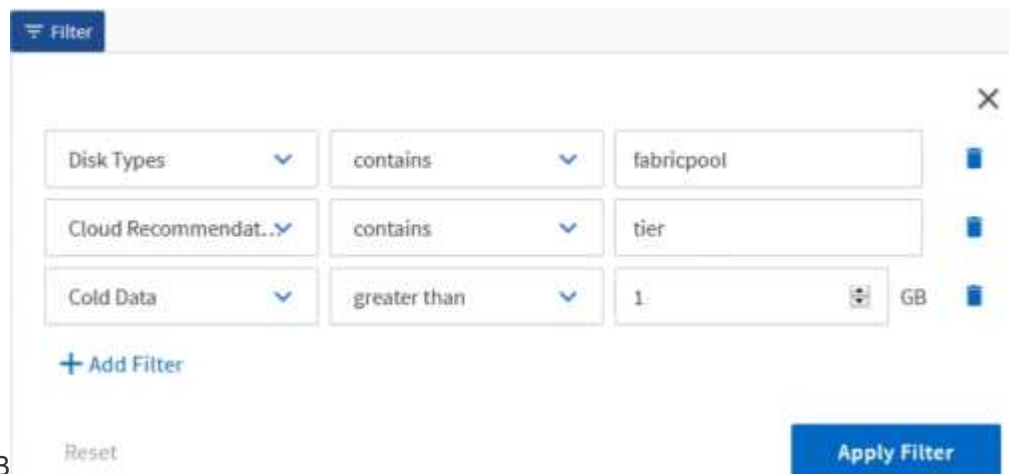 Filter
Disk Types contains fabricpool
Cloud Recommendat... contains tier
Cold Data greater than 1 GB
+ Add Filter
Reset Apply Filter